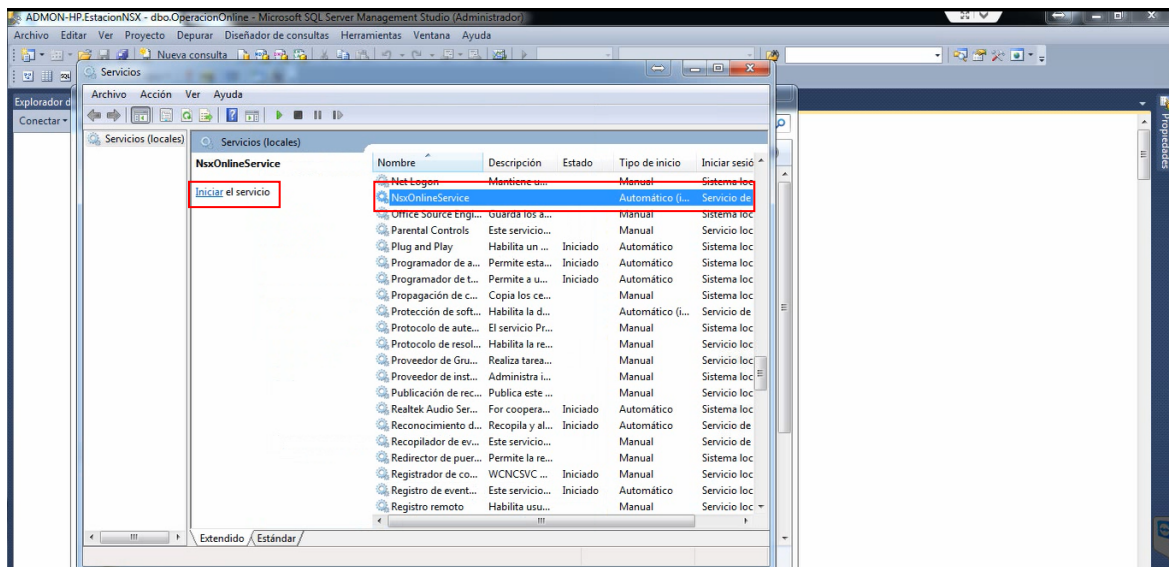 ADMON-HP.EstacionNSX - dbo.OperacionOnline - Microsoft SQL Server Management Studio (Administrador)
Archivo Editar Ver Proyecto Depurar Diseñador de consultas Herramientas Ventana Ayuda
Nueva consulta
Servicios
Explorador d
Conectar
Propiedades
Archivo Acción Ver Ayuda
Servicios (locales)
Servicios (locales)
NsxOnlineService
Iniciar el servicio
Nombre Descripción Estado Tipo de inicio Iniciar sesió
Net Logon Mantiene u... Manual Sistema loc
NsxOnlineService Automático (i... Servicio de
Office Source Engi... Guarda los a... Manual Sistema loc
Parental Controls Este servicio... Manual Servicio loc
Plug and Play Habilita un ... Iniciado Automático Sistema loc
Programador de a... Permite esta... Iniciado Automático Sistema loc
Programador de t... Permite a u... Iniciado Automático Sistema loc
Propagación de c... Copia los ce... Manual Sistema loc
Protección de soft... Habilita la d... Automático (i... Servicio de
Protocolo de aute... El servicio Pr... Manual Sistema loc
Protocolo de resol... Habilita la re... Manual Servicio loc
Proveedor de Gru... Realiza tarea... Manual Servicio loc
Proveedor de inst... Administra i... Manual Sistema loc
Publicación de rec... Publica este ... Manual Servicio loc
Realtek Audio Ser... For coopera... Iniciado Automático Sistema loc
Reconocimiento d... Recopila y al... Iniciado Automático Servicio de
Recopilador de ev... Este servicio... Manual Servicio de
Redirector de puer... Permite la re... Manual Sistema loc
Registrador de co... WCNCSVC ... Iniciado Manual Servicio loc
Registro de event... Este servicio... Iniciado Automático Servicio loc
Registro remoto Habilita usu... Manual Servicio loc
Extendido Estándar